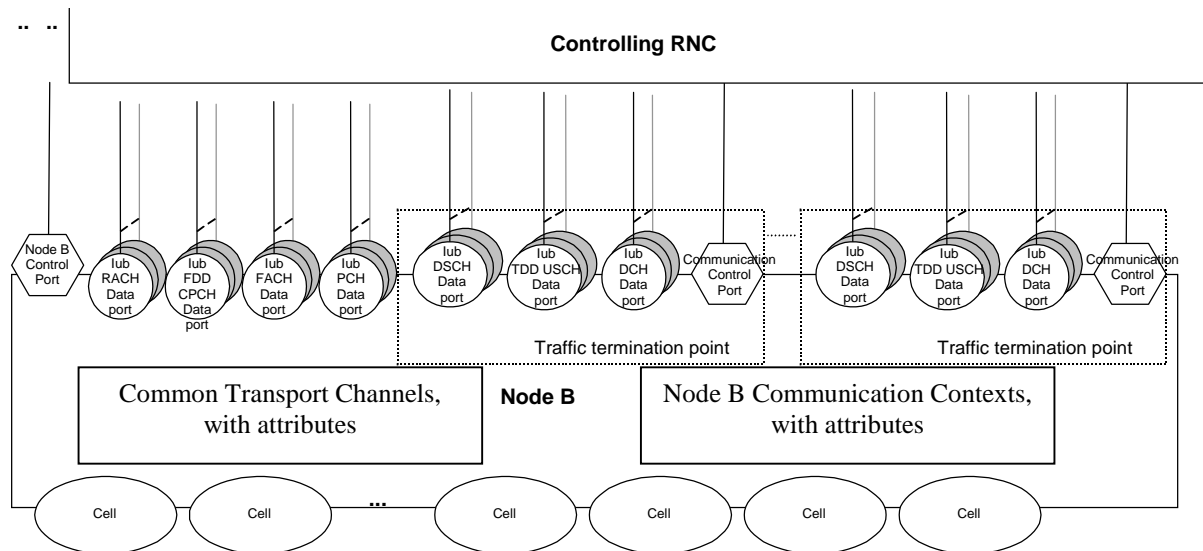 .. ..
Controlling RNC
Node B
Control
Port
Iub
RACH
Data
port
Iub
FDD
CPCH
Data
port
Iub
FACH
Data
port
Iub
PCH
Data
port
Iub
DSCH
Data
port
Iub
TDD USCH
Data
port
Iub
DCH
Data
port
Communication
Control
Port
Iub
DSCH
Data
port
Iub
TDD USCH
Data
port
Iub
DCH
Data
port
Communication
Control
Port
Traffic termination point
Traffic termination point
Common Transport Channels,
with attributes
Node B
Node B Communication Contexts,
with attributes
Cell
Cell
...
Cell
Cell
Cell
Cell